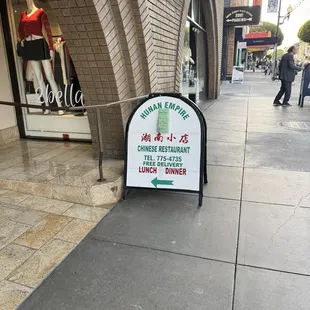 ebella
HUNAN EMPIRE
湖南小店
CHINESE RESTAURANT
TEL. 775-4735
FREE DELIVERY
LUNCH DINNER